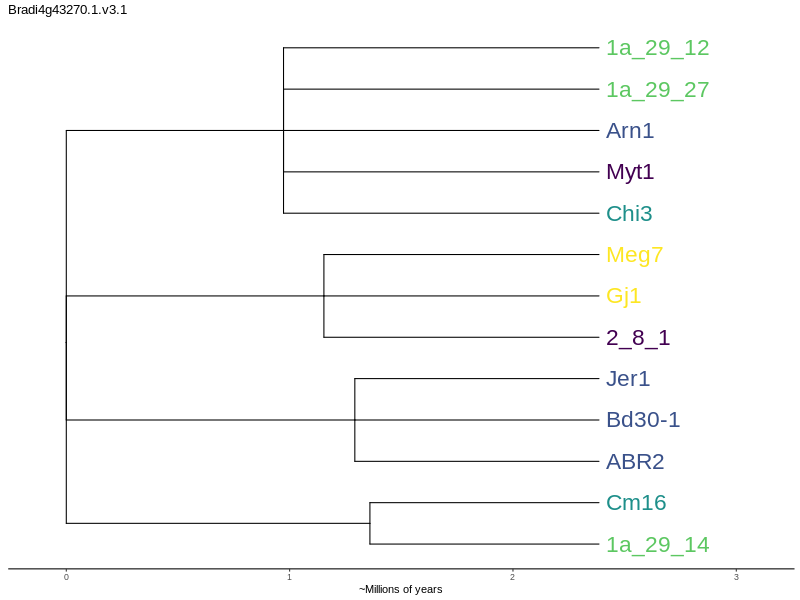 Bradi4g43270.1.v3.1
1a_29_12
1a_29_27
Arn1
Myt1
Chi3
Meg7
Gj1
2_8_1
Jer1
Bd30-1
ABR2
Cm16
1a_29_14
0 1 2 3
~Millions of years